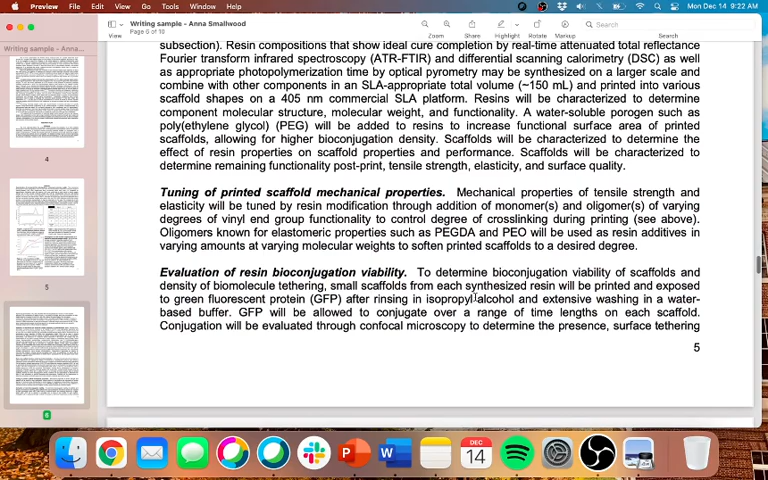 Preview File Edit View Go Tools Window Help Mon Dec 14 9:22 AM
Writing sample - Anna Smallwood
Page 6 of 10
View Zoom Share Highlight Rotate Markup Search
Search
Writing sample - Anna...
4
5
6
subsection). Resin compositions that show ideal cure completion by real-time attenuated total reflectance
Fourier transform infrared spectroscopy (ATR-FTIR) and differential scanning calorimetry (DSC) as well
as appropriate photopolymerization time by optical pyrometry may be synthesized on a larger scale and
combine with other components in an SLA-appropriate total volume (~150 mL) and printed into various
scaffold shapes on a 405 nm commercial SLA platform. Resins will be characterized to determine
component molecular structure, molecular weight, and functionality. A water-soluble porogen such as
poly(ethylene glycol) (PEG) will be added to resins to increase functional surface area of printed
scaffolds, allowing for higher bioconjugation density. Scaffolds will be characterized to determine the
effect of resin properties on scaffold properties and performance. Scaffolds will be characterized to
determine remaining functionality post-print, tensile strength, elasticity, and surface quality.
Tuning of printed scaffold mechanical properties. Mechanical properties of tensile strength and
elasticity will be tuned by resin modification through addition of monomer(s) and oligomer(s) of varying
degrees of vinyl end group functionality to control degree of crosslinking during printing (see above).
Oligomers known for elastomeric properties such as PEGDA and PEO will be used as resin additives in
varying amounts at varying molecular weights to soften printed scaffolds to a desired degree.
Evaluation of resin bioconjugation viability. To determine bioconjugation viability of scaffolds and
density of biomolecule tethering, small scaffolds from each synthesized resin will be printed and exposed
to green fluorescent protein (GFP) after rinsing in isopropyl alcohol and extensive washing in a water-
based buffer. GFP will be allowed to conjugate over a range of time lengths on each scaffold.
Conjugation will be evaluated through confocal microscopy to determine the presence, surface tethering
5
DEC
14